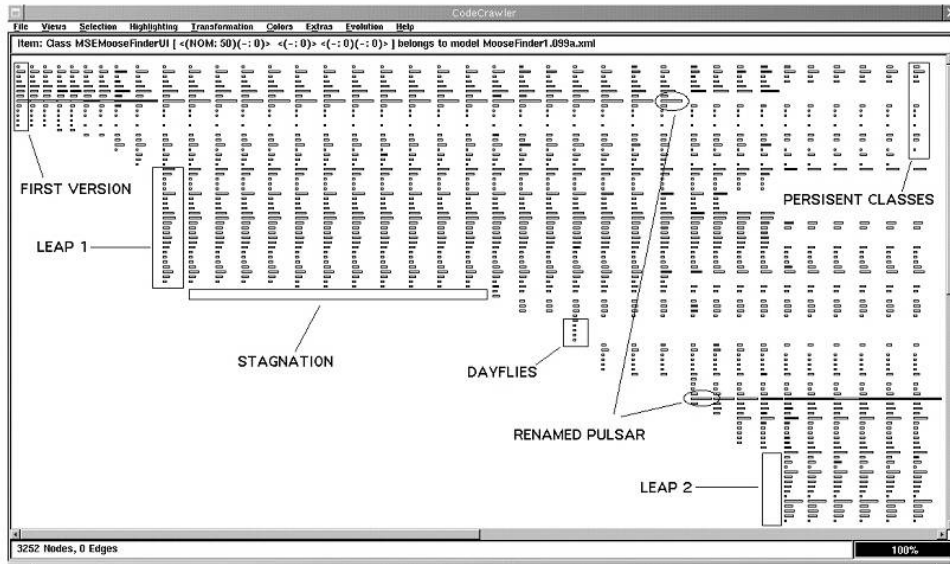 CodeCrawler
File Views Selection Highlighting Transformation Colors Extras Evolution Help
Item: Class MSEMooseFinderUI [ <(NOM: 50)(-: 0)> <(-: 0)> <(-: 0)(-: 0)> ] belongs to model MooseFinder1.099a.xml
FIRST VERSION
PERSISENT CLASSES
LEAP 1
STAGNATION
DAYFLIES
RENAMED PULSAR
LEAP 2
3252 Nodes, 0 Edges
100%